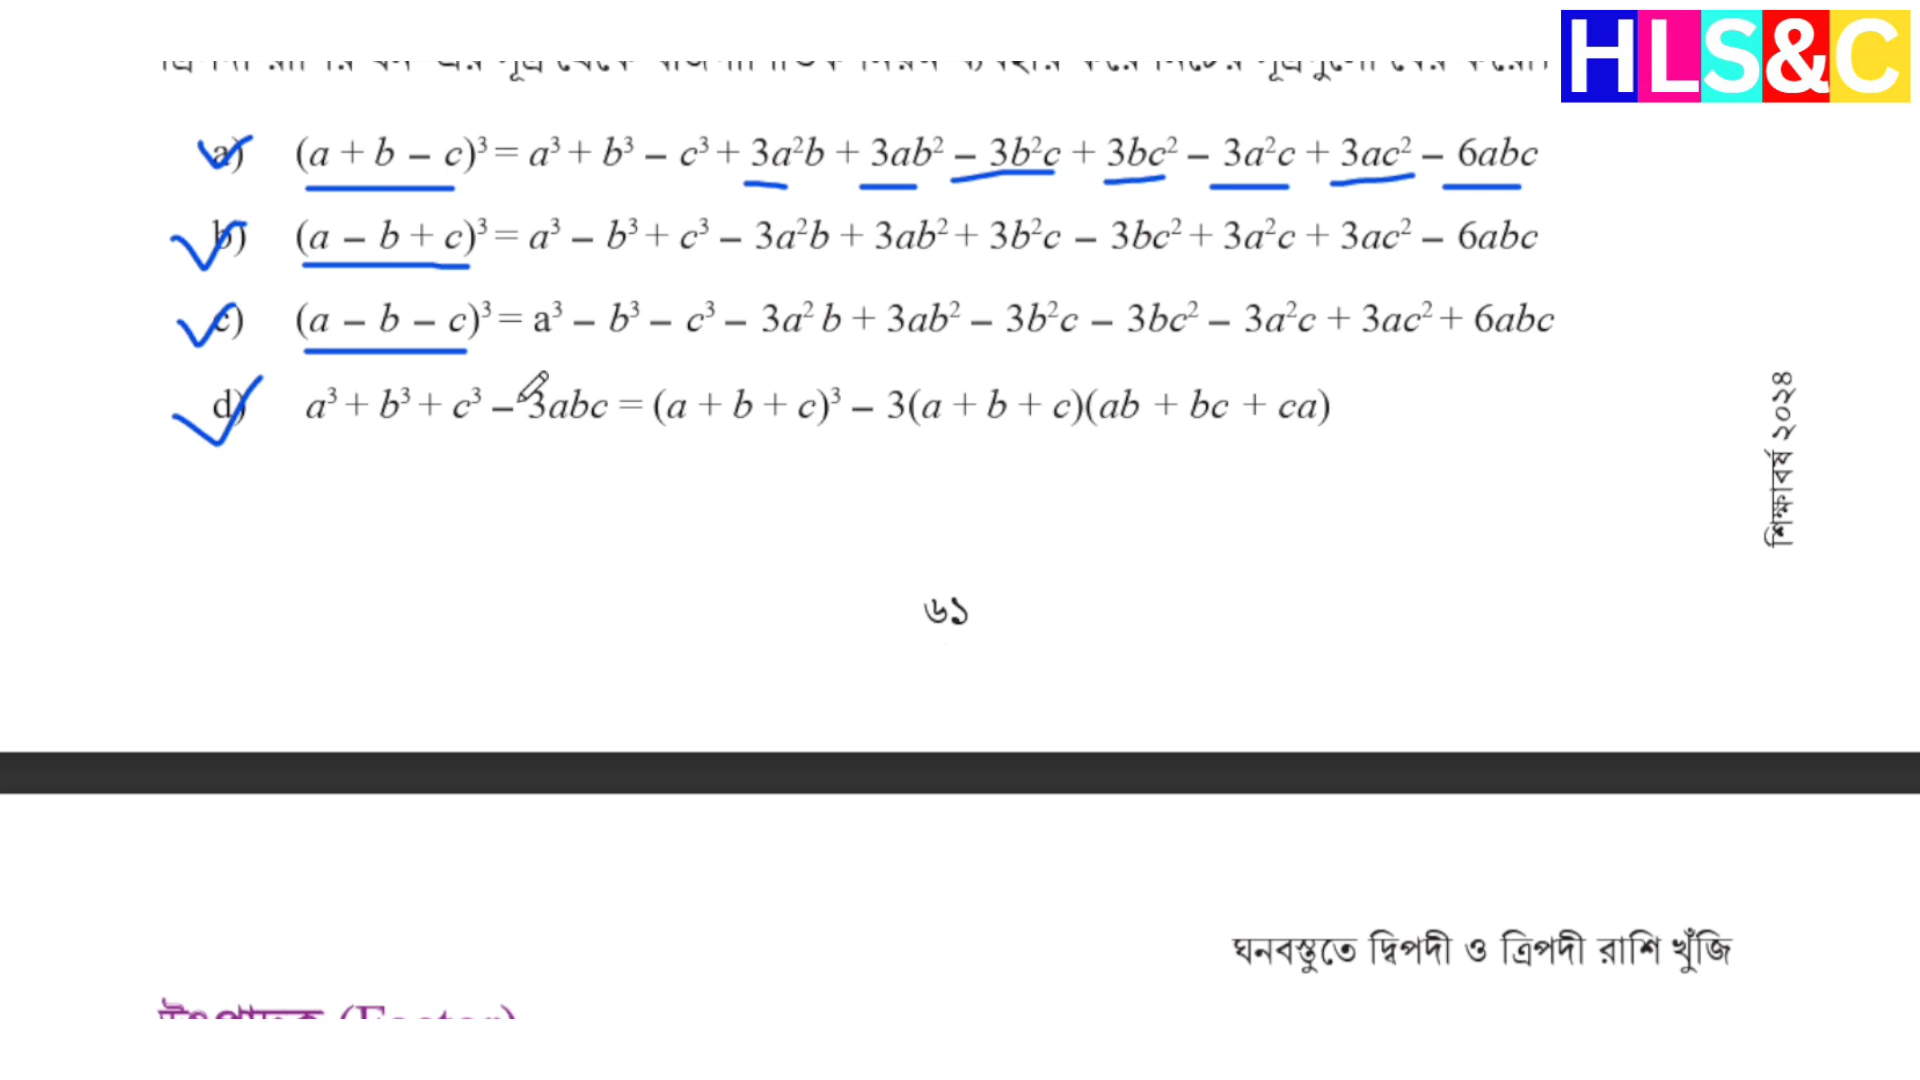 HLS&C
a) (a + b – c)³ = a³ + b³ – c³ + 3a²b + 3ab² – 3b²c + 3bc² – 3a²c + 3ac² – 6abc
b) (a – b + c)³ = a³ – b³ + c³ – 3a²b + 3ab² + 3b²c – 3bc² + 3a²c + 3ac² – 6abc
c) (a – b – c)³ = a³ – b³ – c³ – 3a² b + 3ab² – 3b²c – 3bc² – 3a²c + 3ac² + 6abc
d) a³ + b³ + c³ – 3abc = (a + b + c)³ – 3(a + b + c)(ab + bc + ca)
শিক্ষাবর্ষ ২০২৪
৬১
ঘনবস্তুতে দ্বিপদী ও ত্রিপদী রাশি খুঁজি